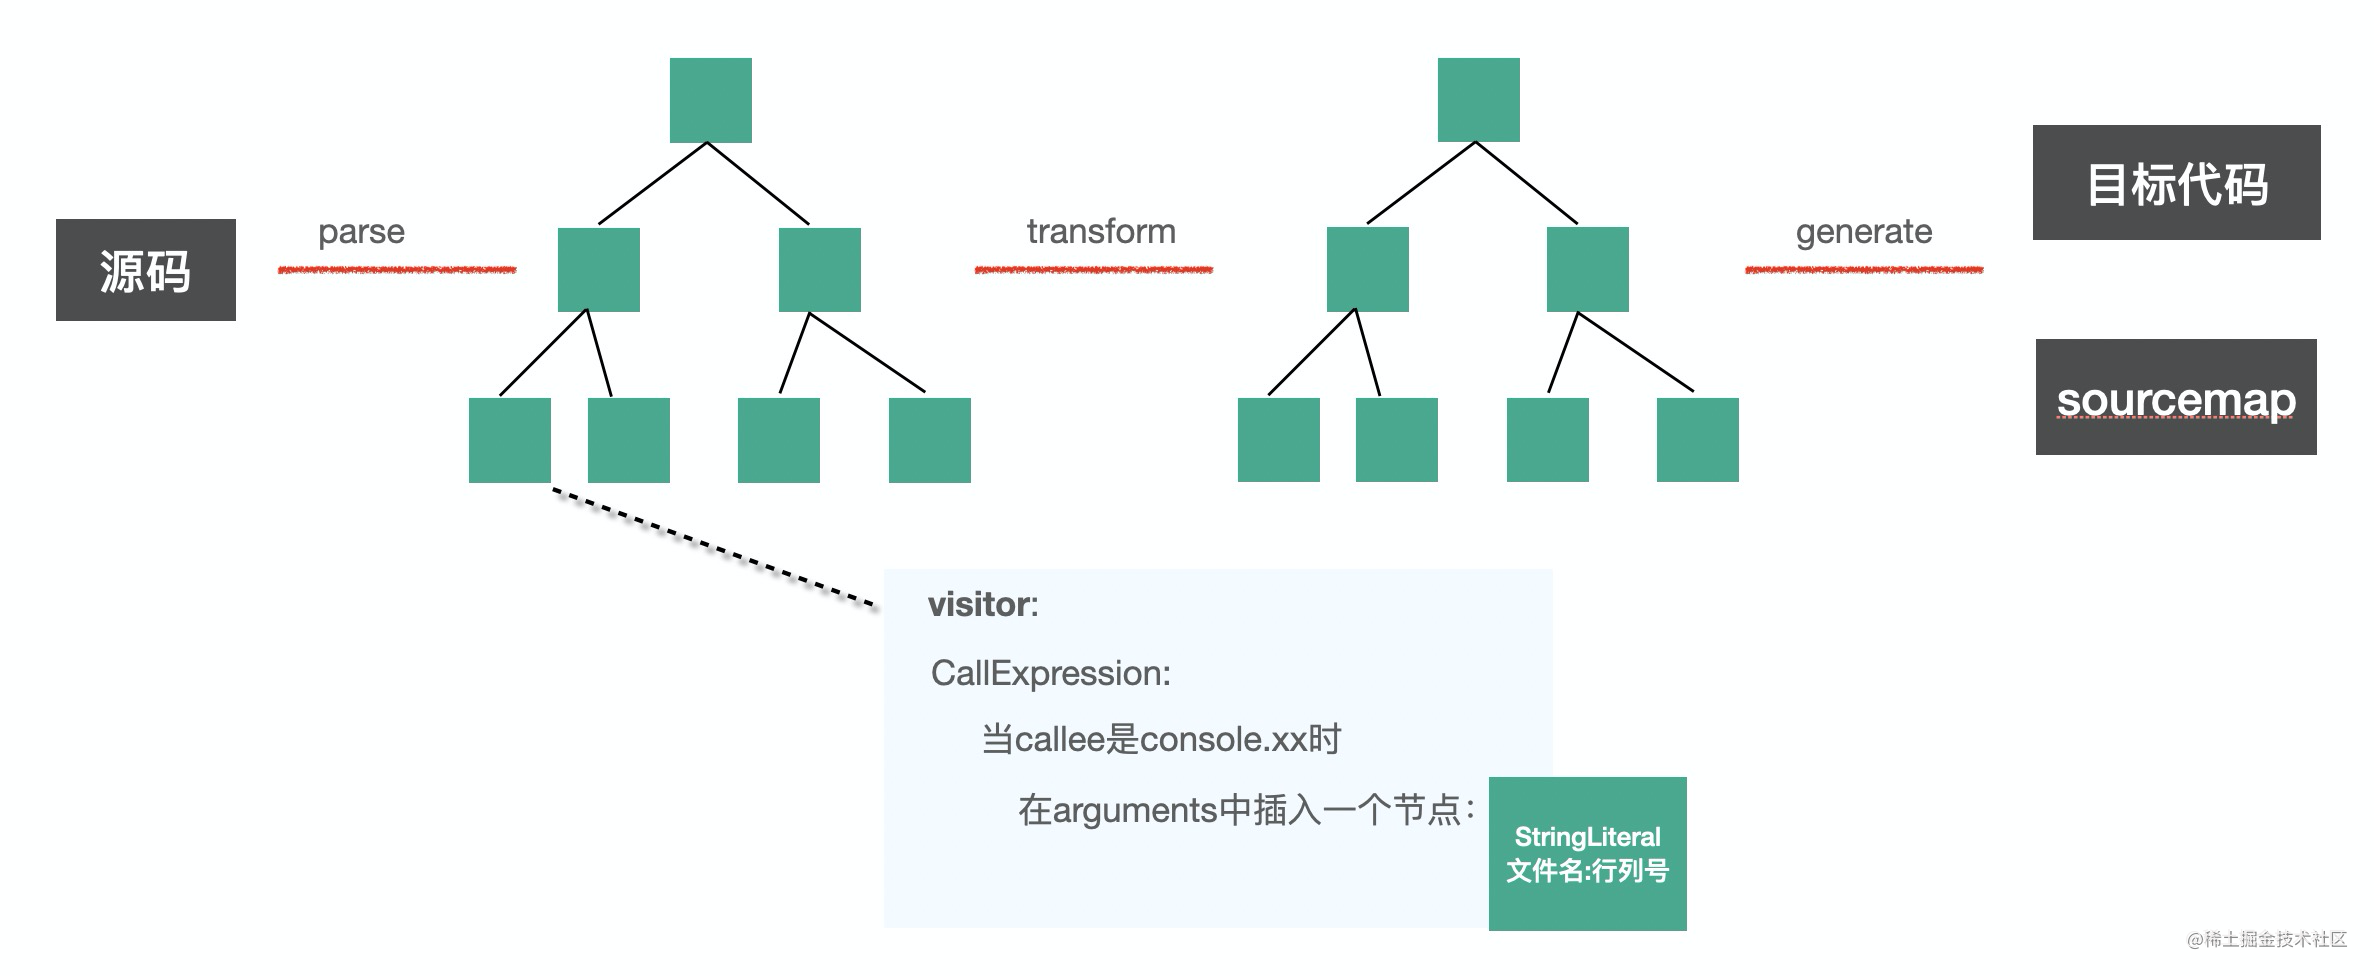 源码
parse
transform
generate
目标代码
sourcemap
visitor:
CallExpression:
当callee是console.xx时
在arguments中插入一个节点：
StringLiteral
文件名:行列号
@稀土掘金技术社区